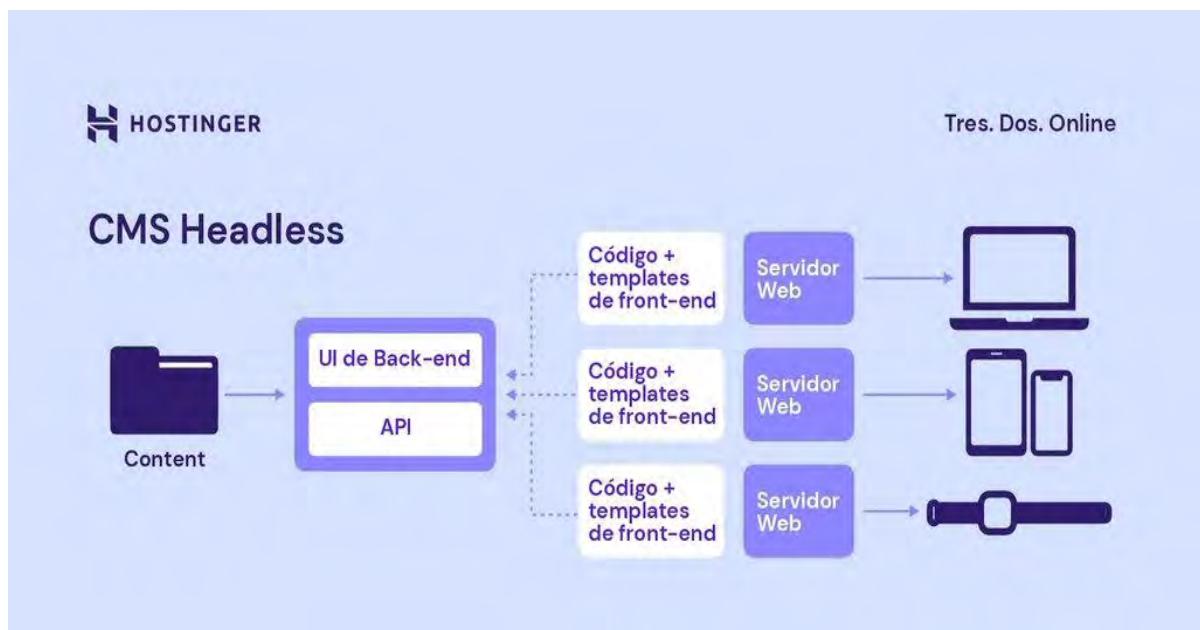 HOSTINGER
Tres. Dos. Online
CMS Headless
Content
UI de Back-end
API
Código +
templates
de front-end
Servidor
Web
Código +
templates
de front-end
Servidor
Web
Código +
templates
de front-end
Servidor
Web